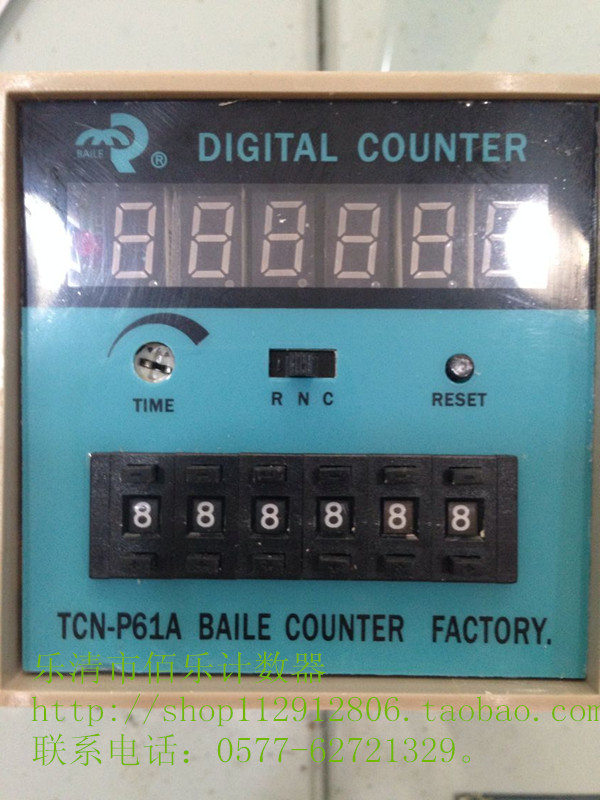 BAILE ® DIGITAL COUNTER
TIME
R N C
RESET
8 8 8 8 8 8
TCN-P61A BAILE COUNTER FACTORY.
乐清市佰乐计数器
http://shop112912806.taobao.com
联系电话：0577-62721329。